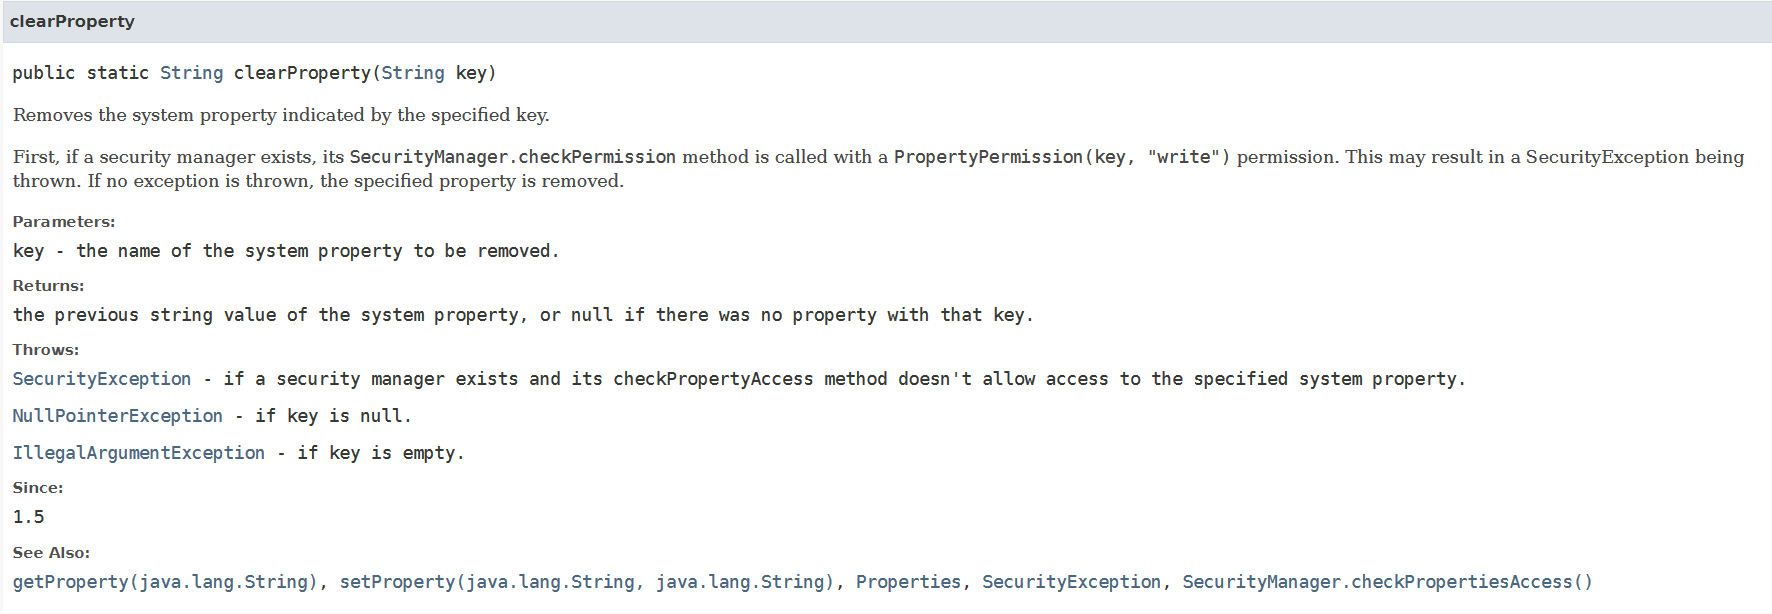 clearProperty
public static String clearProperty(String key)
Removes the system property indicated by the specified key.
First, if a security manager exists, its SecurityManager.checkPermission method is called with a PropertyPermission(key, "write") permission. This may result in a SecurityException being
thrown. If no exception is thrown, the specified property is removed.
Parameters:
key - the name of the system property to be removed.
Returns:
the previous string value of the system property, or null if there was no property with that key.
Throws:
SecurityException - if a security manager exists and its checkPropertyAccess method doesn't allow access to the specified system property.
NullPointerException - if key is null.
IllegalArgumentException - if key is empty.
Since:
1.5
See Also:
getProperty(java.lang.String), setProperty(java.lang.String, java.lang.String), Properties, SecurityException, SecurityManager.checkPropertiesAccess()